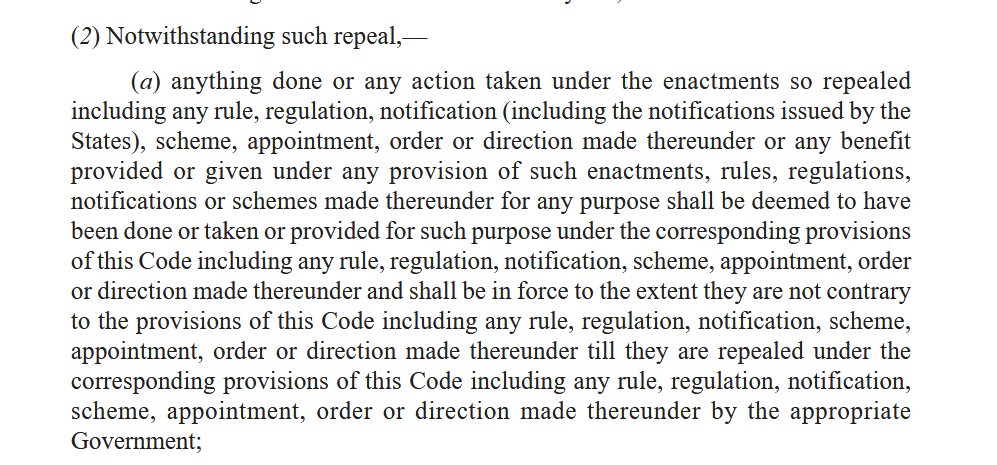 (2) Notwithstanding such repeal,—
(a) anything done or any action taken under the enactments so repealed
including any rule, regulation, notification (including the notifications issued by the
States), scheme, appointment, order or direction made thereunder or any benefit
provided or given under any provision of such enactments, rules, regulations,
notifications or schemes made thereunder for any purpose shall be deemed to have
been done or taken or provided for such purpose under the corresponding provisions
of this Code including any rule, regulation, notification, scheme, appointment, order
or direction made thereunder and shall be in force to the extent they are not contrary
to the provisions of this Code including any rule, regulation, notification, scheme,
appointment, order or direction made thereunder till they are repealed under the
corresponding provisions of this Code including any rule, regulation, notification,
scheme, appointment, order or direction made thereunder by the appropriate
Government;